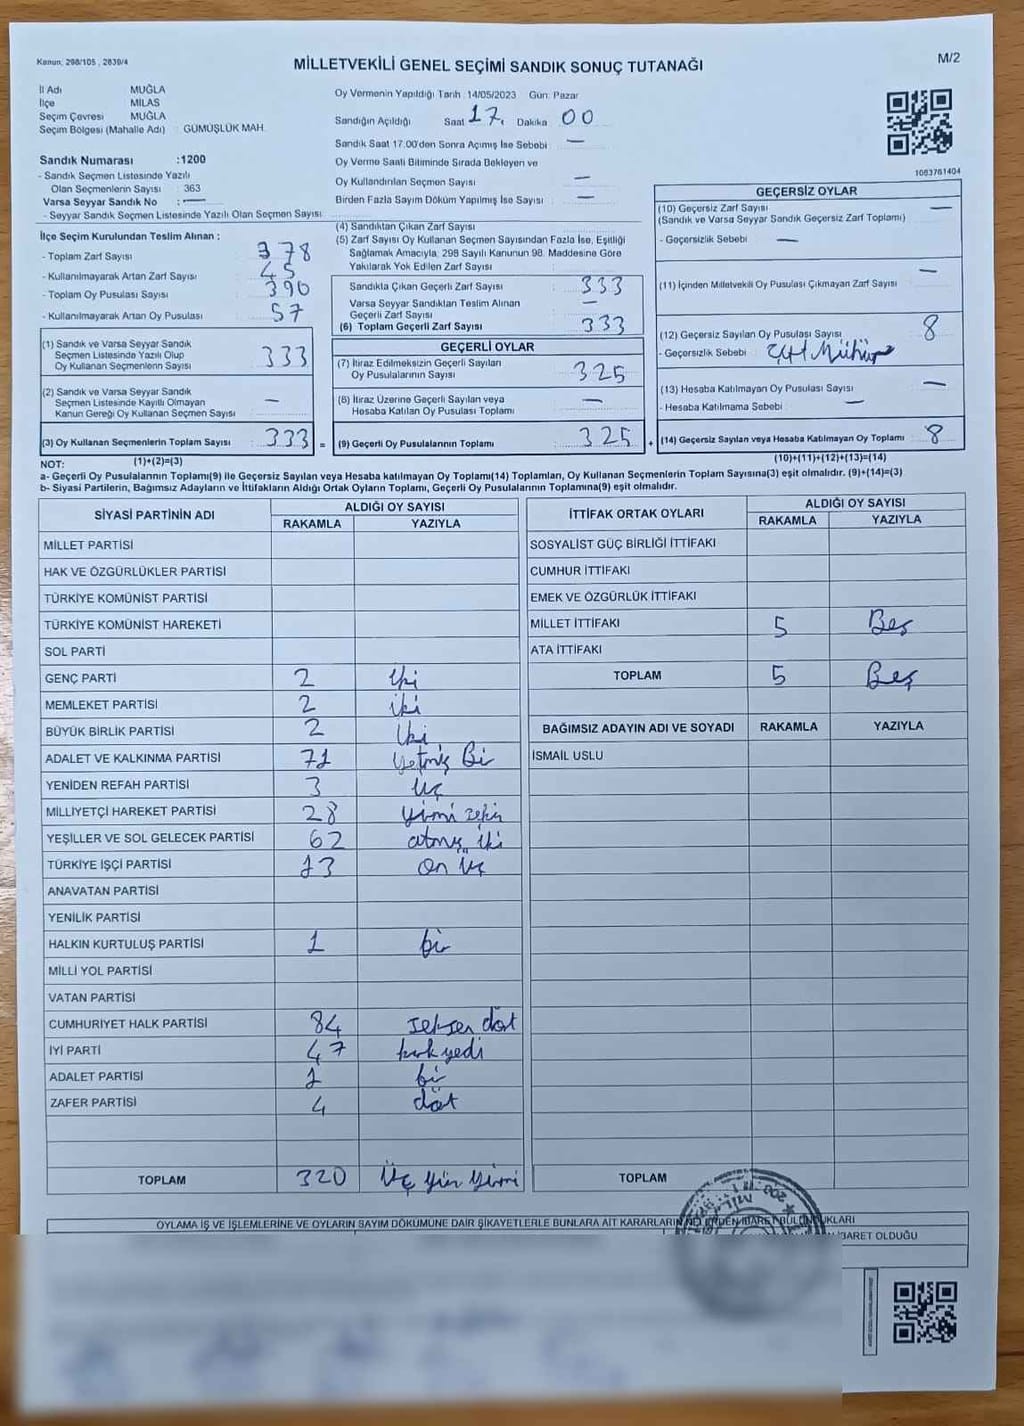 Kanun, 298/105 , 2839/4
MİLLETVEKİLİ GENEL SEÇİMİ SANDIK SONUÇ TUTANAĞI
M/2
İl Adı MUĞLA
İlçe MİLAS
Seçim Çevresi MUĞLA
Seçim Bölgesi (Mahalle Adı) : GÜMÜŞLÜK MAH.
Sandık Numarası :1200
- Sandık Seçmen Listesinde Yazılı
Olan Seçmenlerin Sayısı : 363
Varsa Seyyar Sandık No : —
- Seyyar Sandık Seçmen Listesinde Yazılı Olan Seçmen Sayısı
Oy Vermenin Yapıldığı Tarih :14/05/2023 Gün: Pazar
Sandığın Açıldığı Saat 17, Dakika 00
Sandık Saat 17.00'den Sonra Açımış İse Sebebi —
Oy Verme Saati Bitiminde Sırada Bekleyen ve
Oy Kullandırılan Seçmen Sayısı —
Birden Fazla Sayım Döküm Yapılmış İse Sayısı —
1083761404
İlçe Seçim Kurulundan Teslim Alınan :
- Toplam Zarf Sayısı 378
- Kullanılmayarak Artan Zarf Sayısı 45
- Toplam Oy Pusulası Sayısı 390
- Kullanılmayarak Artan Oy Pusulası 57
(1) Sandık ve Varsa Seyyar Sandık
Seçmen Listesinde Yazılı Olup
Oy Kullanan Seçmenlerin Sayısı 333
(2) Sandık ve Varsa Seyyar Sandık
Seçmen Listesinde Kayıtlı Olmayan
Kanun Gereği Oy Kullanan Seçmen Sayısı —
(3) Oy Kullanan Seçmenlerin Toplam Sayısı : 333 =
(1)+(2)=(3)
(4) Sandıktan Çıkan Zarf Sayısı
(5) Zarf Sayısı Oy Kullanan Seçmen Sayısından Fazla İse, Eşitliği
Sağlamak Amacıyla, 298 Sayılı Kanunun 98. Maddesine Göre
Yakılarak Yok Edilen Zarf Sayısı
Sandıkla Çıkan Geçerli Zarf Sayısı : 333
Varsa Seyyar Sandıktan Teslim Alınan
Geçerli Zarf Sayısı —
(6) Toplam Geçerli Zarf Sayısı : 333
GEÇERLİ OYLAR
(7) İtiraz Edilmeksizin Geçerli Sayılan
Oy Pusulalarının Sayısı : 325
(8) İtiraz Üzerine Geçerli Sayılan veya
Hesaba Katılan Oy Pusulası Toplamı —
(9) Geçerli Oy Pusulalarının Toplamı : 325 +
GEÇERSİZ OYLAR
(10) Geçersiz Zarf Sayısı —
(Sandık ve Varsa Seyyar Sandık Geçersiz Zarf Toplamı)
- Geçersizlik Sebebi —
(11) İçinden Milletvekili Oy Pusulası Çıkmayan Zarf Sayısı —
(12) Geçersiz Sayılan Oy Pusulası Sayısı 8
- Geçersizlik Sebebi : Çift Mühür
(13) Hesaba Katılmayan Oy Pusulası Sayısı —
- Hesaba Katılmama Sebebi —
(14) Geçersiz Sayılan veya Hesaba Katılmayan Oy Toplamı : 8
(10)+(11)+(12)+(13)=(14)
NOT:
a- Geçerli Oy Pusulalarının Toplamı(9) ile Geçersiz Sayılan veya Hesaba katılmayan Oy Toplamı(14) Toplamları, Oy Kullanan Seçmenlerin Toplam Sayısına(3) eşit olmalıdır. (9)+(14)=(3)
b- Siyasi Partilerin, Bağımsız Adayların ve İttifakların Aldığı Ortak Oyların Toplamı, Geçerli Oy Pusulalarının Toplamına(9) eşit olmalıdır.
SİYASİ PARTİNİN ADI ALDIĞI OY SAYISI
RAKAMLA YAZIYLA
MİLLET PARTİSİ
HAK VE ÖZGÜRLÜKLER PARTİSİ
TÜRKİYE KOMÜNİST PARTİSİ
TÜRKİYE KOMÜNİST HAREKETİ
SOL PARTİ
GENÇ PARTİ 2 iki
MEMLEKET PARTİSİ 2 iki
BÜYÜK BİRLİK PARTİSİ 2 iki
ADALET VE KALKINMA PARTİSİ 71 yetmiş Bir
YENİDEN REFAH PARTİSİ 3 üç
MİLLİYETÇİ HAREKET PARTİSİ 28 yirmi sekiz
YEŞİLLER VE SOL GELECEK PARTİSİ 62 atmış iki
TÜRKİYE İŞÇİ PARTİSİ 13 on üç
ANAVATAN PARTİSİ
YENİLİK PARTİSİ
HALKIN KURTULUŞ PARTİSİ 1 bir
MİLLİ YOL PARTİSİ
VATAN PARTİSİ
CUMHURİYET HALK PARTİSİ 84 seksen dört
İYİ PARTİ 47 kırk yedi
ADALET PARTİSİ 1 bir
ZAFER PARTİSİ 4 dört
TOPLAM 320 Üç yüz yirmi
İTTİFAK ORTAK OYLARI ALDIĞI OY SAYISI
RAKAMLA YAZIYLA
SOSYALİST GÜÇ BİRLİĞİ İTTİFAKI
CUMHUR İTTİFAKI
EMEK VE ÖZGÜRLÜK İTTİFAKI
MİLLET İTTİFAKI 5 Beş
ATA İTTİFAKI
TOPLAM 5 Beş
BAĞIMSIZ ADAYIN ADI VE SOYADI RAKAMLA YAZIYLA
İSMAİL USLU
TOPLAM
OYLAMA İŞ VE İŞLEMLERİNE VE OYLARIN SAYIM DÖKÜMÜNE DAİR ŞİKAYETLERLE BUNLARA AİT KARARLARIN NELERDEN İBARET BULUNDUKLARI
İBARET OLDUĞU